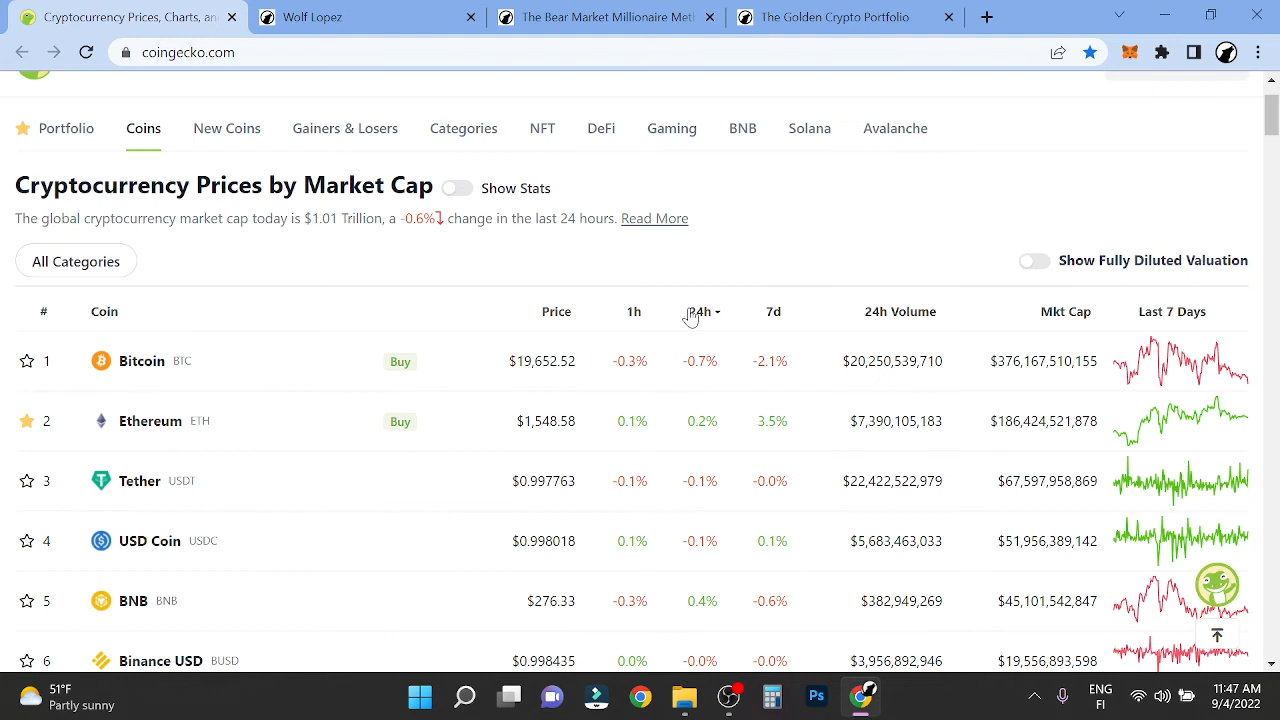 Cryptocurrency Prices, Charts, an
Wolf Lopez
The Bear Market Millionaire Met
The Golden Crypto Portfolio
coingecko.com
Portfolio
Coins
New Coins
Gainers & Losers
Categories
NFT
DeFi
Gaming
BNB
Solana
Avalanche
Cryptocurrency Prices by Market Cap
Show Stats
The global cryptocurrency market cap today is $1.01 Trillion, a -0.6% change in the last 24 hours. Read More
All Categories
Show Fully Diluted Valuation
# Coin Price 1h 24h 7d 24h Volume Mkt Cap Last 7 Days
1 Bitcoin BTC Buy $19,652.52 -0.3% -0.7% -2.1% $20,250,539,710 $376,167,510,155
2 Ethereum ETH Buy $1,548.58 0.1% 0.2% 3.5% $7,390,105,183 $186,424,521,878
3 Tether USDT $0.997763 -0.1% -0.1% -0.0% $22,422,522,979 $67,597,958,869
4 USD Coin USDC $0.998018 0.1% -0.1% 0.1% $5,683,463,033 $51,956,389,142
5 BNB BNB $276.33 -0.3% 0.4% -0.6% $382,949,269 $45,101,542,847
6 Binance USD BUSD $0.998435 0.0% -0.0% -0.0% $3,956,892,946 $19,556,893,598
51°F
Partly sunny
Ps
ENG
FI
11:47 AM
9/4/2022